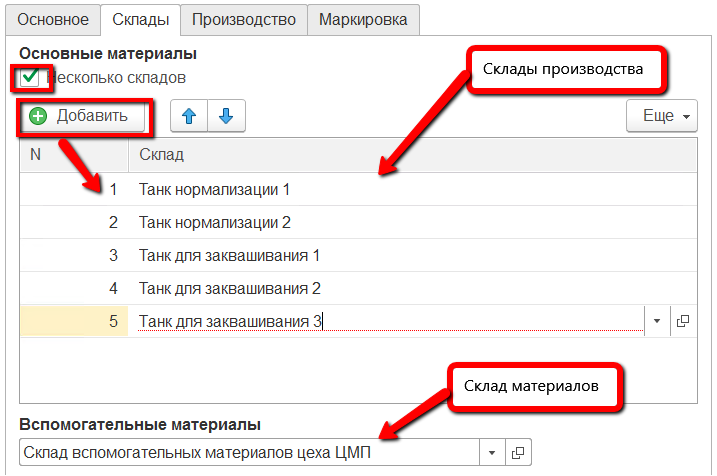 Основное Склады Производство Маркировка
Основные материалы
Несколько складов
Склады производства
Добавить Еще
N Склад
1 Танк нормализации 1
2 Танк нормализации 2
3 Танк для заквашивания 1
4 Танк для заквашивания 2
5 Танк для заквашивания 3
Склад материалов
Вспомогательные материалы
Склад вспомогательных материалов цеха ЦМП